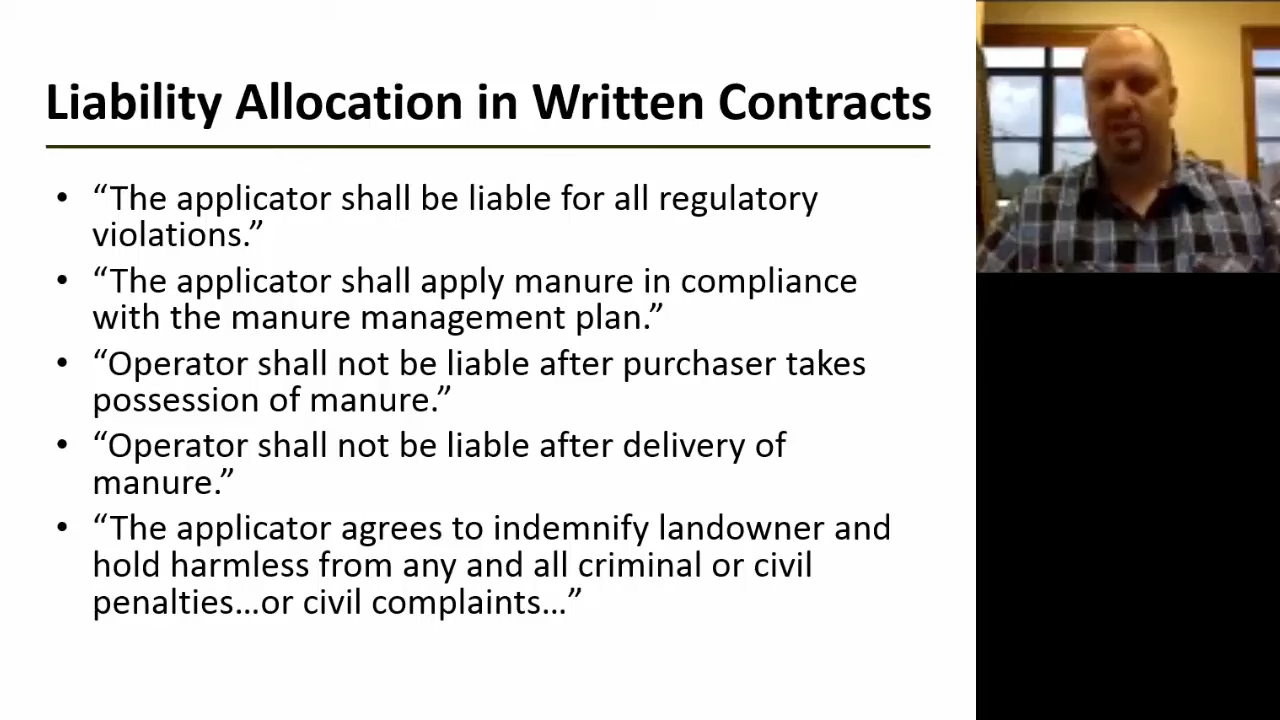 Liability Allocation in Written Contracts
• “The applicator shall be liable for all regulatory
violations.”
• “The applicator shall apply manure in compliance
with the manure management plan.”
• “Operator shall not be liable after purchaser takes
possession of manure.”
• “Operator shall not be liable after delivery of
manure.”
• “The applicator agrees to indemnify landowner and
hold harmless from any and all criminal or civil
penalties…or civil complaints…”